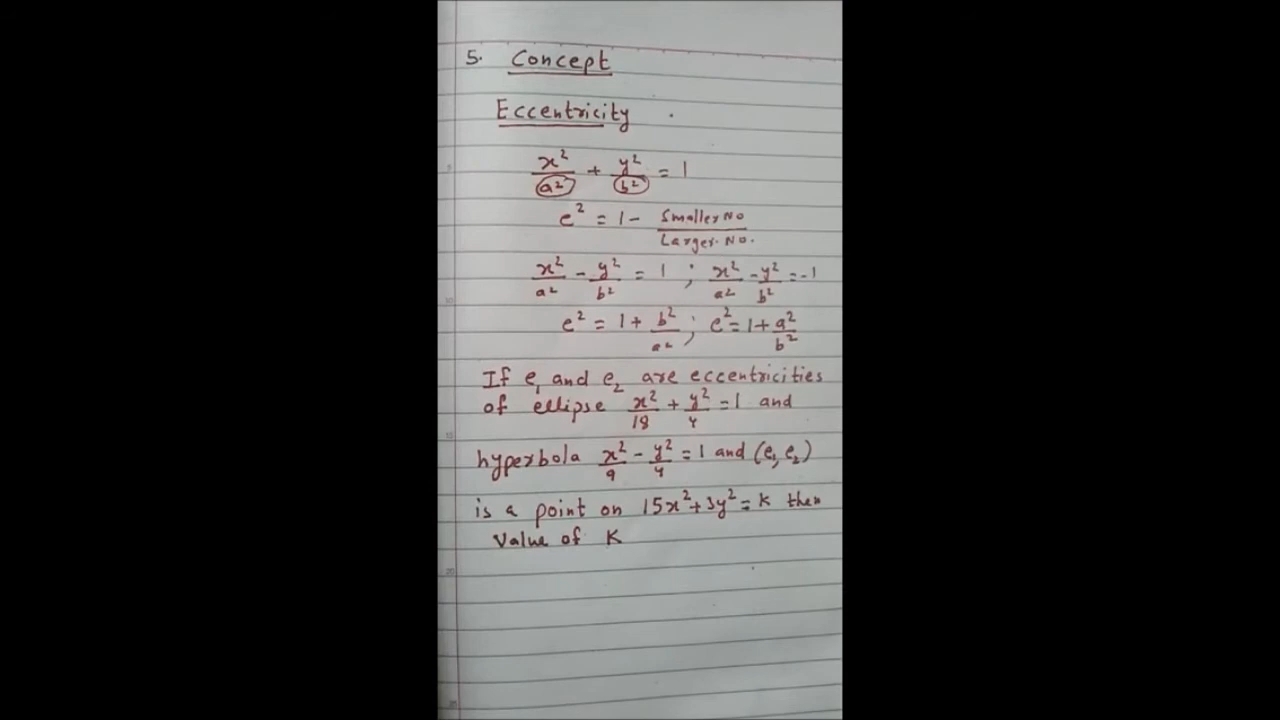 5. Concept
Eccentricity
x²/a² + y²/b² = 1
e² = 1 - Smaller No / Larger. No.
x²/a² - y²/b² = 1 ; x²/a² - y²/b² = -1
e² = 1 + b²/a² ; e² = 1 + a²/b²
If e₁ and e₂ are eccentricities
of ellipse x²/18 + y²/4 = 1 and
hyperbola x²/9 - y²/4 = 1 and (e₁, e₂)
is a point on 15x² + 3y² = K then
Value of K